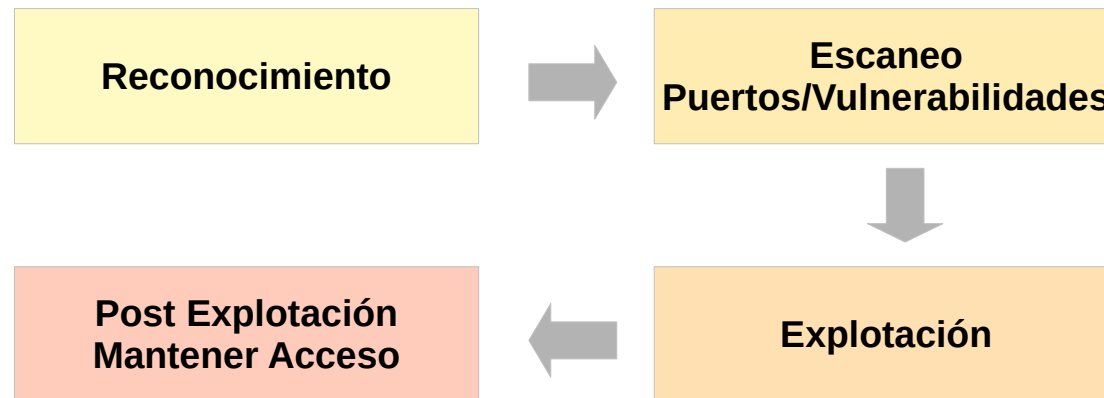 Reconocimiento
Escaneo
Puertos/Vulnerabilidades
Explotación
Post Explotación
Mantener Acceso